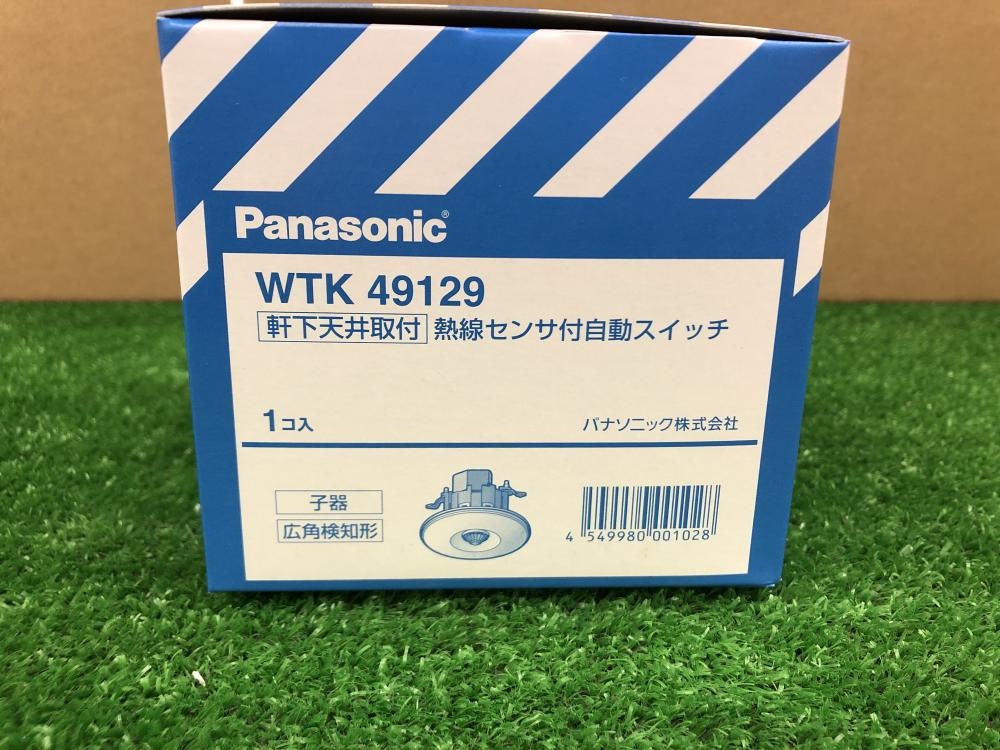 Panasonic®
WTK 49129
軒下天井取付 熱線センサ付自動スイッチ
1コ入
パナソニック株式会社
子器
広角検知形
4 549980 001028